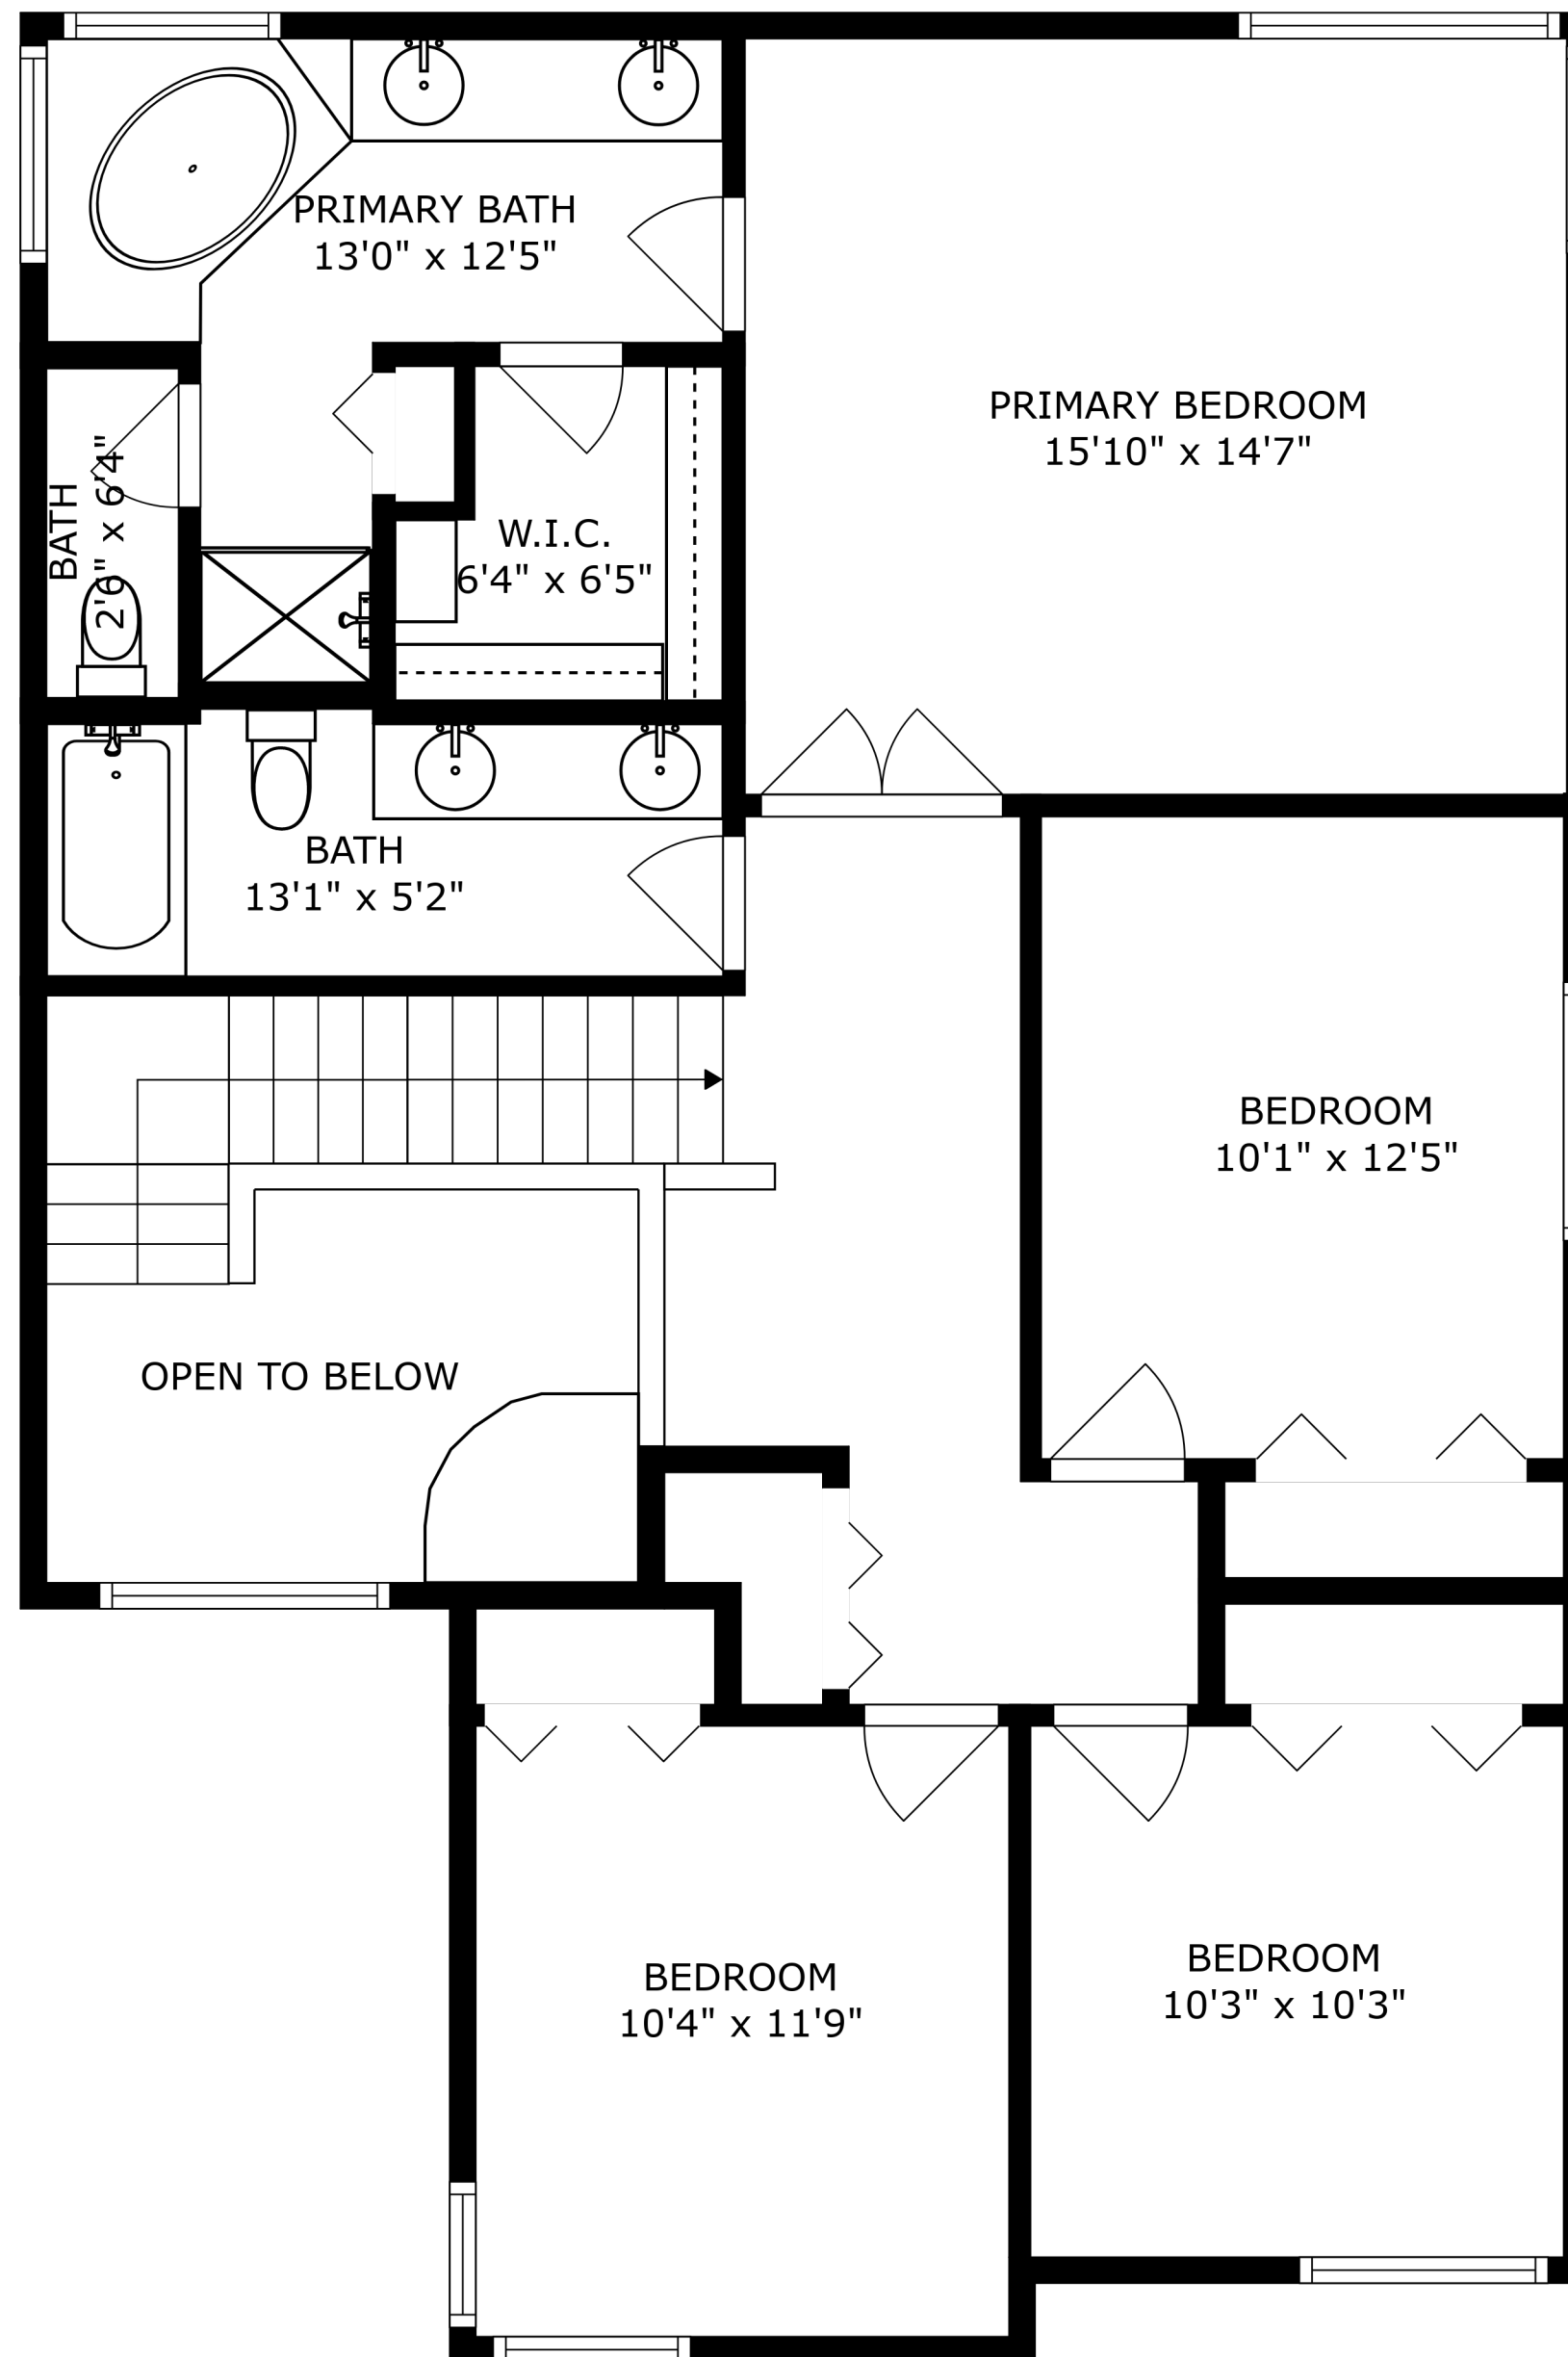 PRIMARY BATH
13'0" x 12'5"
PRIMARY BEDROOM
15'10" x 14'7"
BATH
2'6" x 6'4"
W.I.C.
6'4" x 6'5"
BATH
13'1" x 5'2"
BEDROOM
10'1" x 12'5"
OPEN TO BELOW
BEDROOM
10'4" x 11'9"
BEDROOM
10'3" x 10'3"